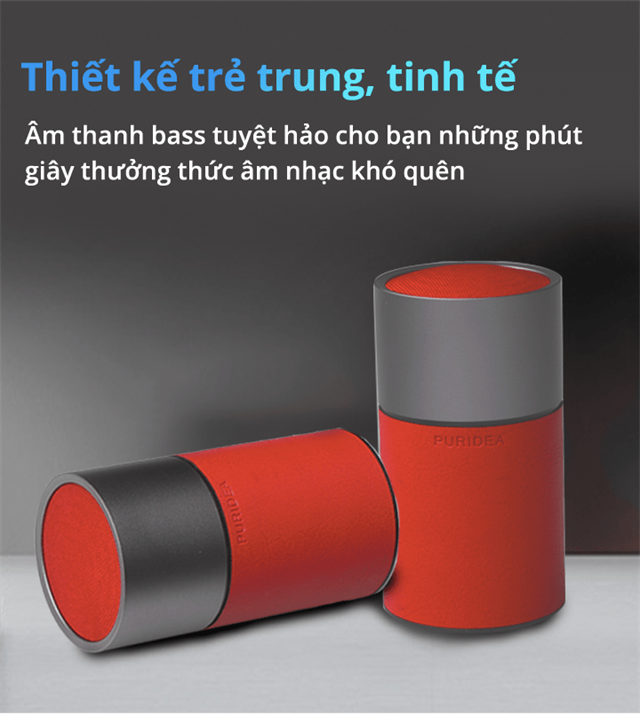 Thiết kế trẻ trung, tinh tế
Âm thanh bass tuyệt hảo cho bạn những phút
giây thưởng thức âm nhạc khó quên
PURIDEA
PURIDEA